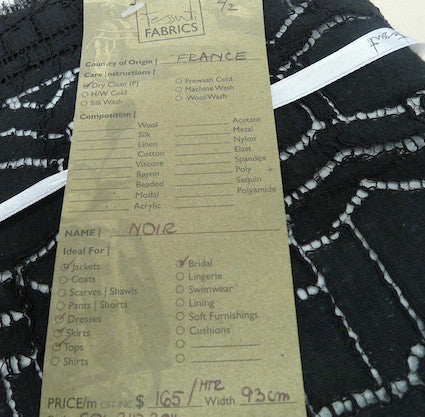 tessuti
FABRICS
Country of Origin | FRANCE
Care Instructions |
Dry Clean (P) Prewash Cold
H/W Cold Machine Wash
Silk Wash Wool Wash
Composition |
Wool Acetate
Silk Metal
Linen Nylon
Cotton Elast
Viscose Spandex
Rayon Poly
Beaded Sequin
Modal Polyamide
Acrylic
NAME | NOIR
Ideal For |
Jackets Bridal
Coats Lingerie
Scarves | Shawls Swimwear
Pants | Shorts Lining
Dresses Soft Furnishings
Skirts Cushions
Tops
Shirts
PRICE/m GST INC $ 165/MTR Width 93cm